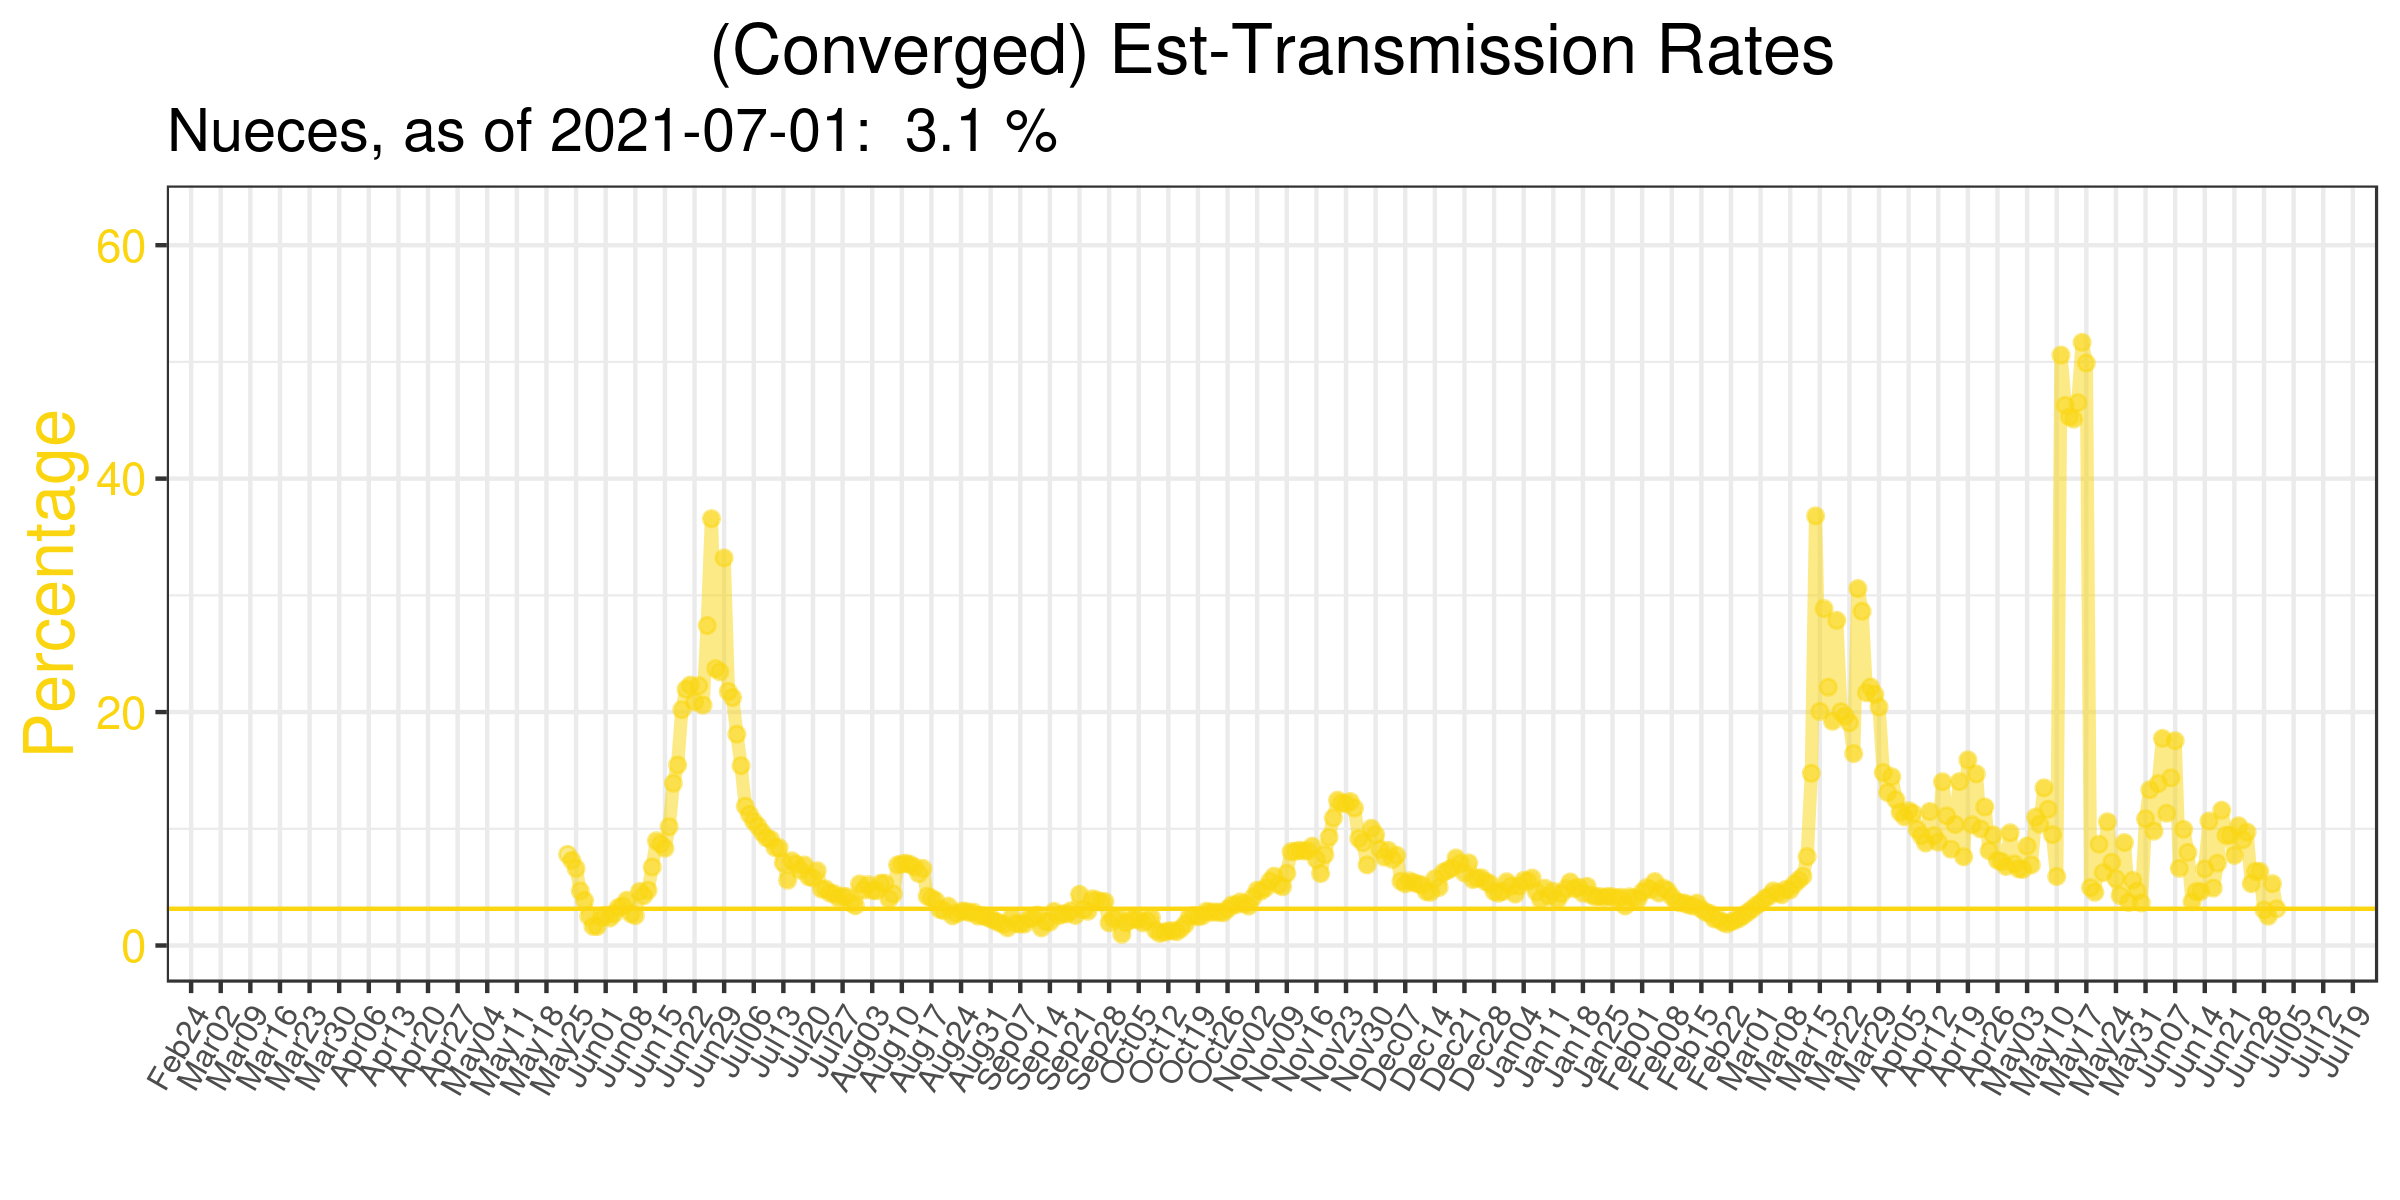 (Converged) Est-Transmission Rates
Nueces, as of 2021-07-01:  3.1 %
Percentage
60
40
20
0
Feb24 Mar02 Mar09 Mar16 Mar23 Mar30 Apr06 Apr13 Apr20 Apr27 May04 May11 May18 May25 Jun01 Jun08 Jun15 Jun22 Jun29 Jul06 Jul13 Jul20 Jul27 Aug03 Aug10 Aug17 Aug24 Aug31 Sep07 Sep14 Sep21 Sep28 Oct05 Oct12 Oct19 Oct26 Nov02 Nov09 Nov16 Nov23 Nov30 Dec07 Dec14 Dec21 Dec28 Jan04 Jan11 Jan18 Jan25 Feb01 Feb08 Feb15 Feb22 Mar01 Mar08 Mar15 Mar22 Mar29 Apr05 Apr12 Apr19 Apr26 May03 May10 May17 May24 May31 Jun07 Jun14 Jun21 Jun28 Jul05 Jul12 Jul19